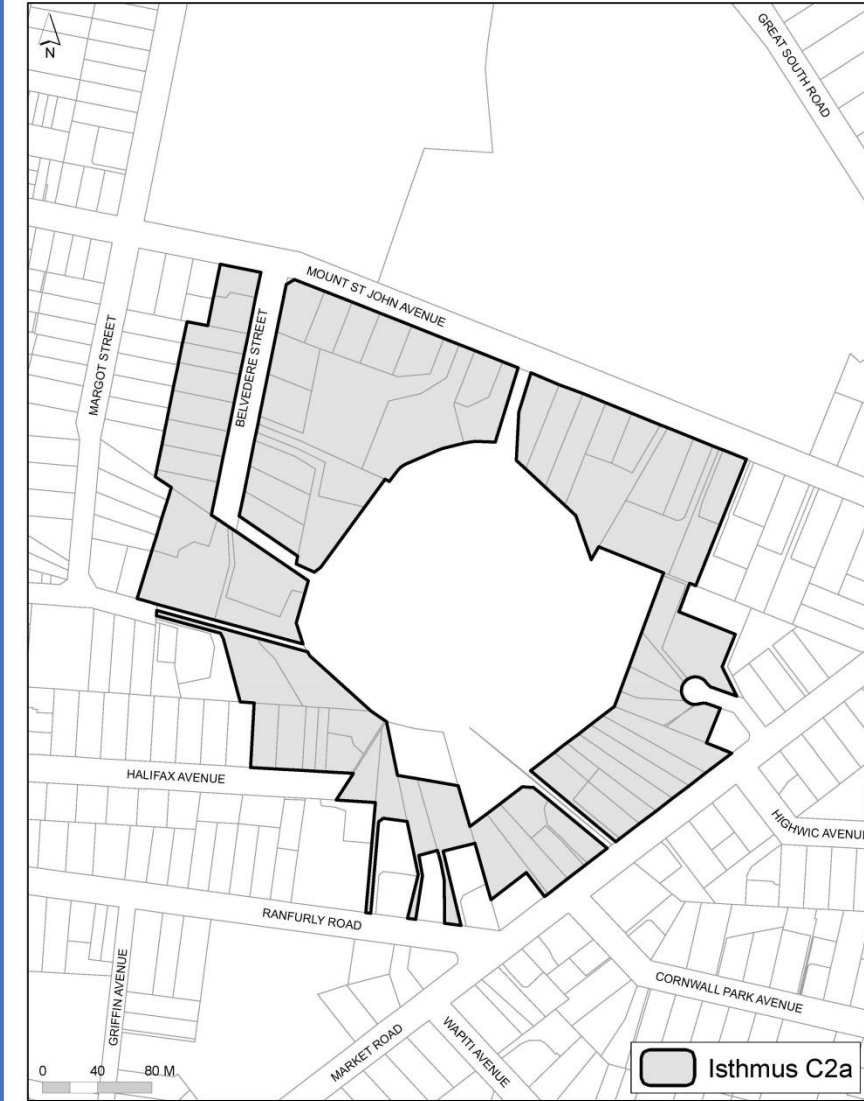 N
GREAT SOUTH ROAD
MOUNT ST JOHN AVENUE
MARGOT STREET
BELVEDERE STREET
HALIFAX AVENUE
HIGHWIC AVENUE
RANFURLY ROAD
GRIFFIN AVENUE
CORNWALL PARK AVENUE
MARKET ROAD
WAPITI AVENUE
0 40 80 M
Isthmus C2a